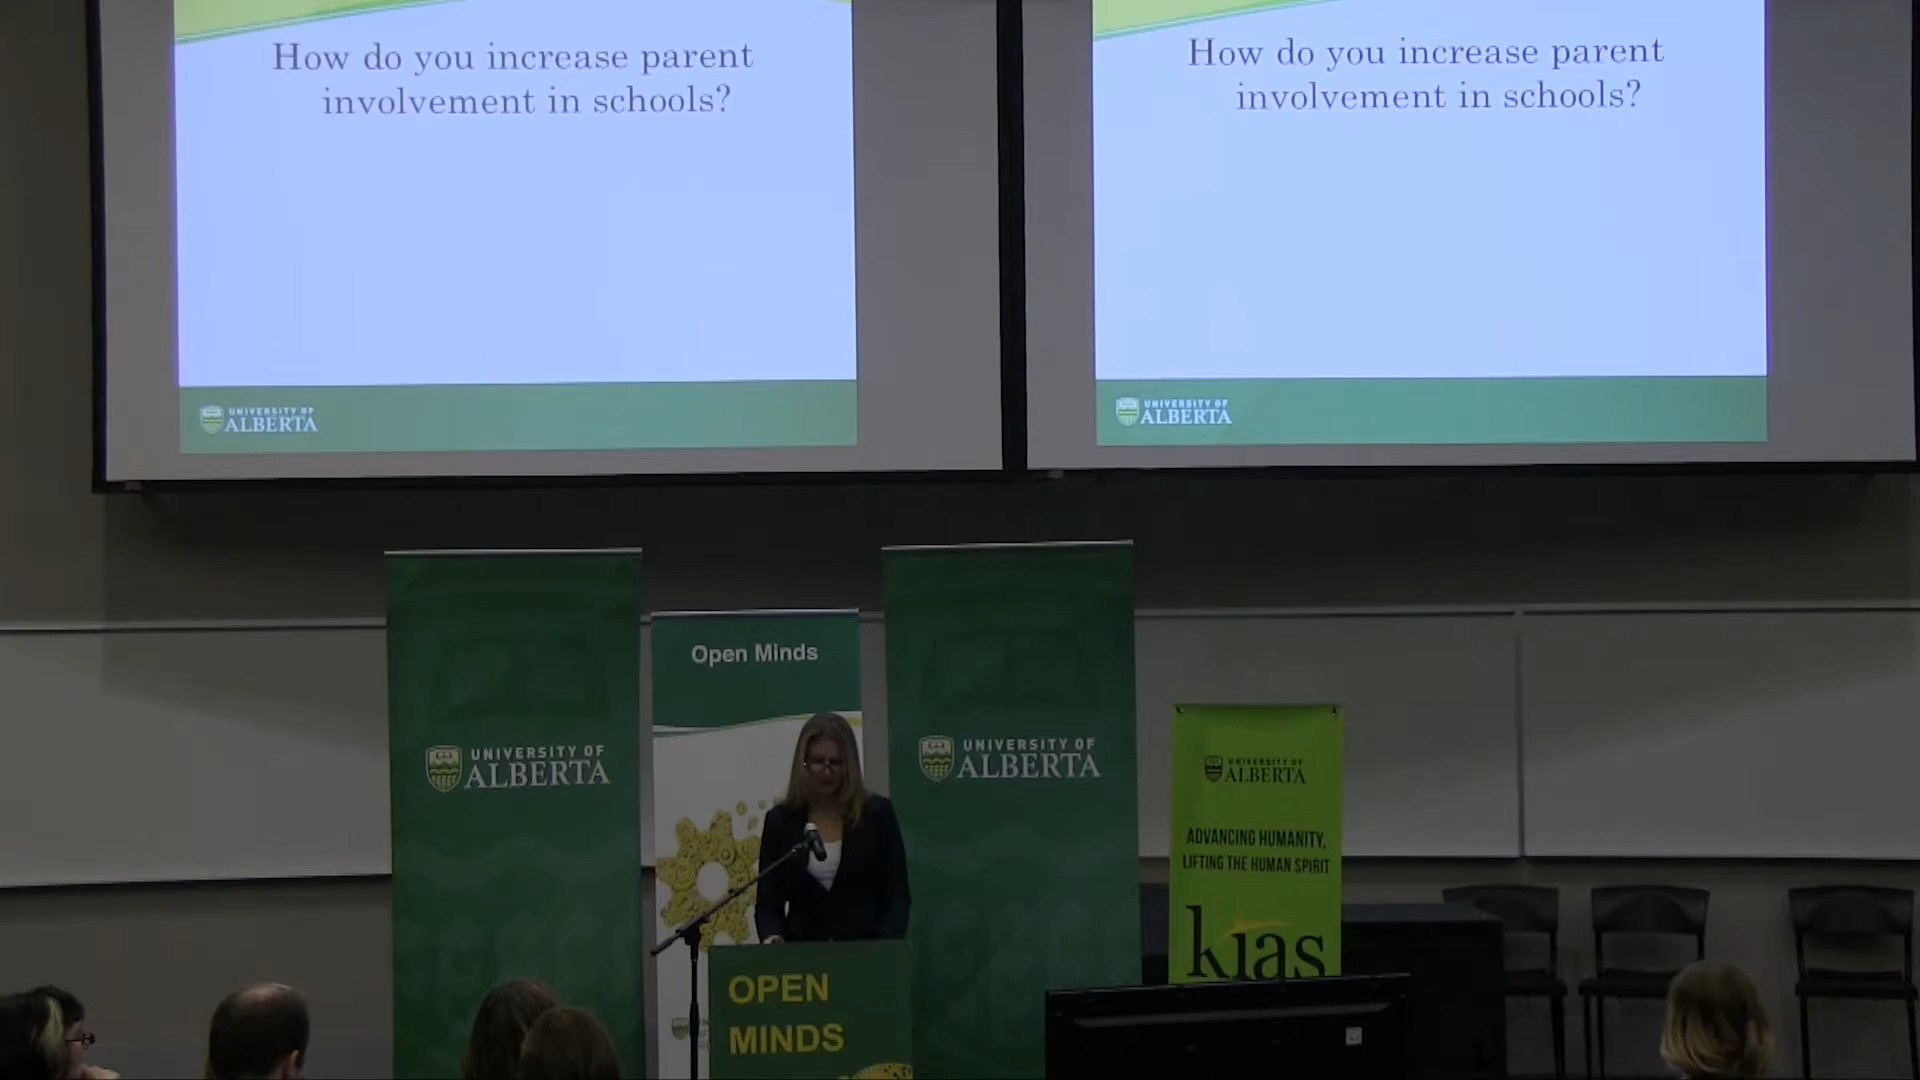 How do you increase parent
involvement in schools?
UNIVERSITY OF
ALBERTA
How do you increase parent
involvement in schools?
UNIVERSITY OF
ALBERTA
UNIVERSITY OF
ALBERTA
Open Minds
UNIVERSITY OF
ALBERTA
UNIVERSITY OF
ALBERTA
ADVANCING HUMANITY,
LIFTING THE HUMAN SPIRIT
kias
OPEN
MINDS